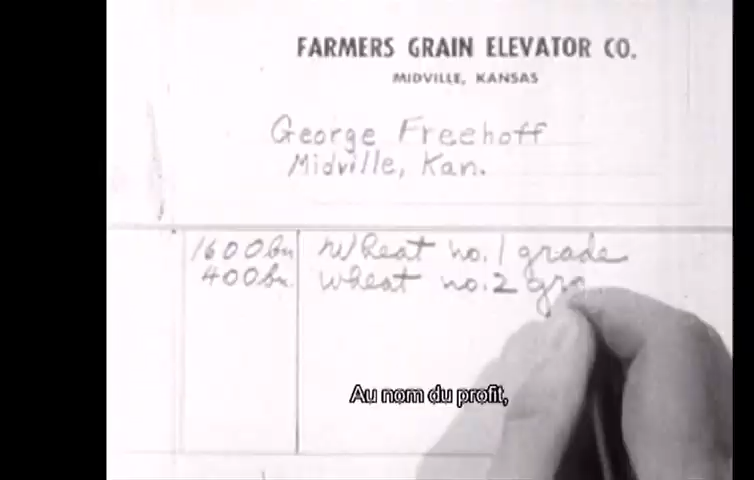 FARMERS GRAIN ELEVATOR CO.
MIDVILLE, KANSAS
George Freehoff
Midville, Kan.
1600 bu Wheat no. 1 grade
400 bu. wheat no. 2 gra
Au nom du profit,